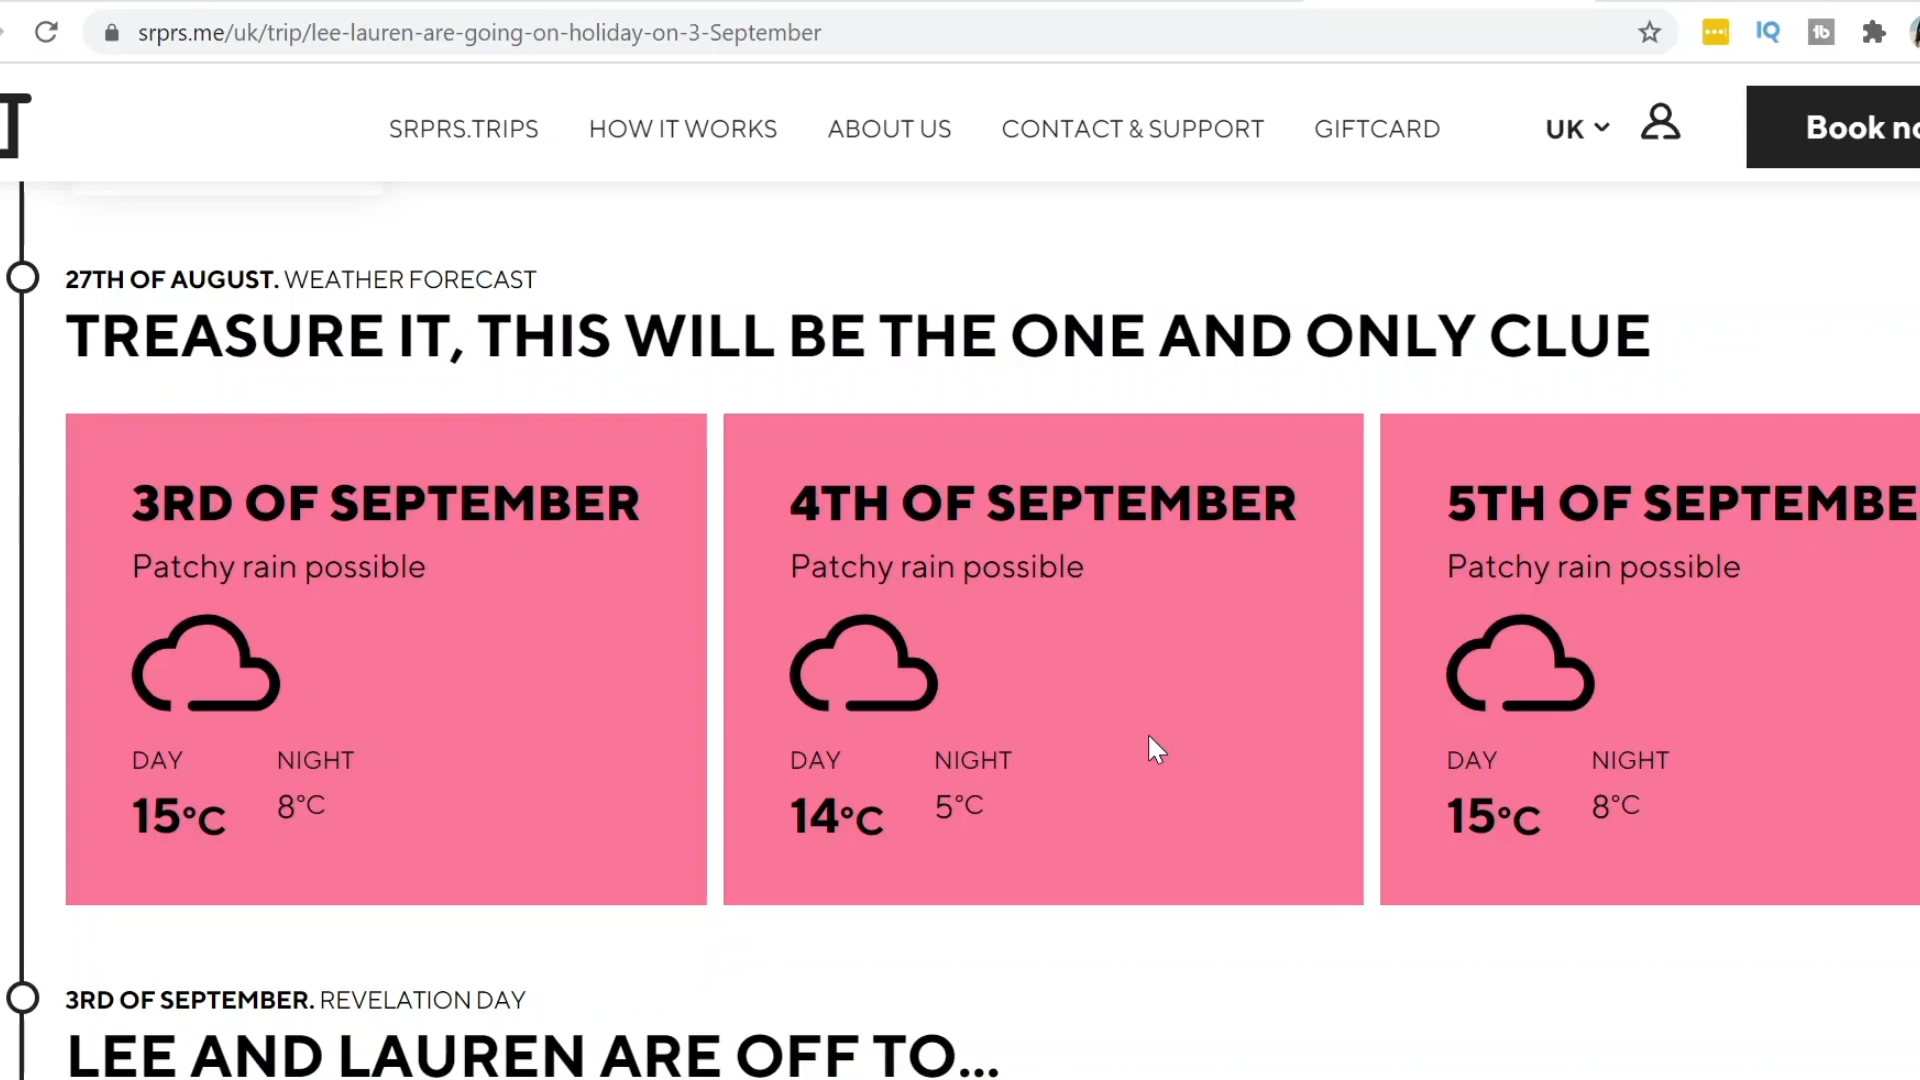 srprs.me/uk/trip/lee-lauren-are-going-on-holiday-on-3-September
IQ
SRPRS.TRIPS HOW IT WORKS ABOUT US CONTACT & SUPPORT GIFTCARD UK Book no
27TH OF AUGUST. WEATHER FORECAST
TREASURE IT, THIS WILL BE THE ONE AND ONLY CLUE
3RD OF SEPTEMBER
Patchy rain possible
DAY NIGHT
15°C 8°C
4TH OF SEPTEMBER
Patchy rain possible
DAY NIGHT
14°C 5°C
5TH OF SEPTEMBE
Patchy rain possible
DAY NIGHT
15°C 8°C
3RD OF SEPTEMBER. REVELATION DAY
LEE AND LAUREN ARE OFF TO...